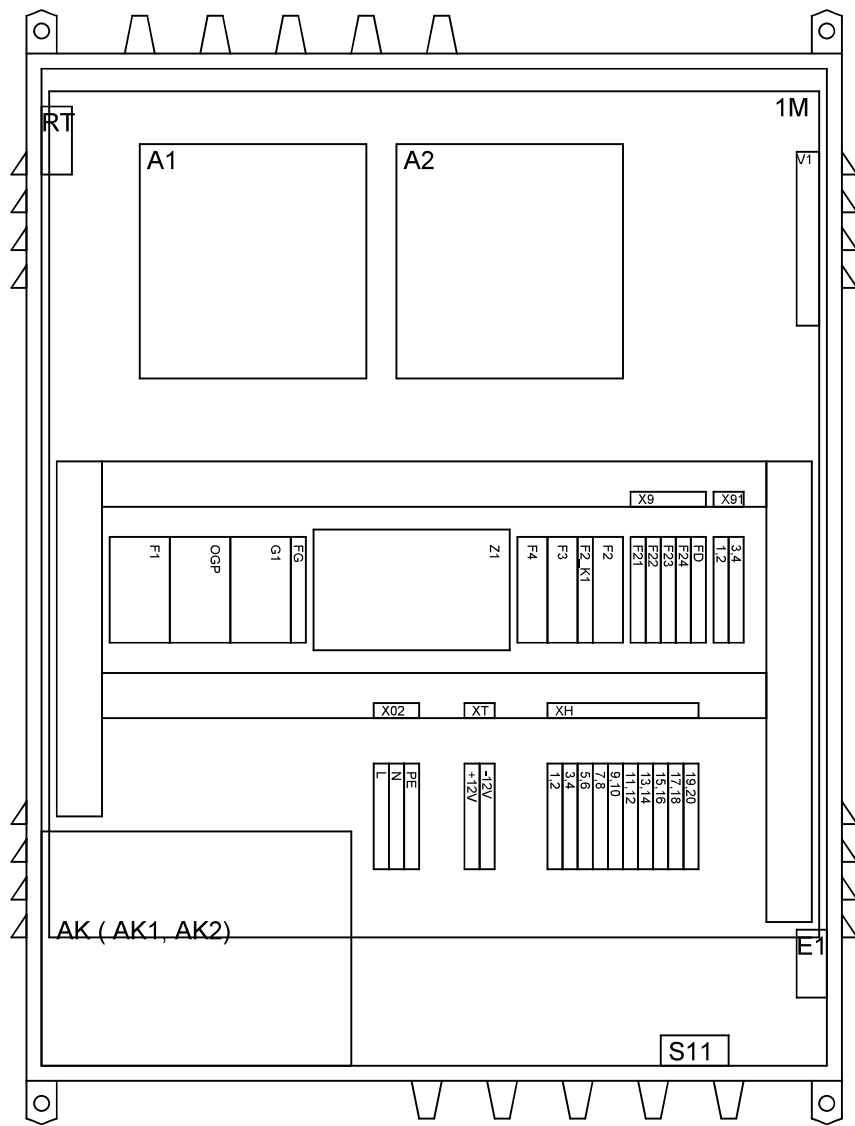 1M
RT
A1
A2
V1
X9
X91
F1
OGP
G1
FG
Z1
F4
F3
F2_K1
F2
F21
F22
F23
F24
FD
1,2
3,4
X02
XT
XH
L
N
PE
+12V
-12V
1,2
3,4
5,6
7,8
9,10
11,12
13,14
15,16
17,18
19,20
AK ( AK1, AK2)
E1
S11